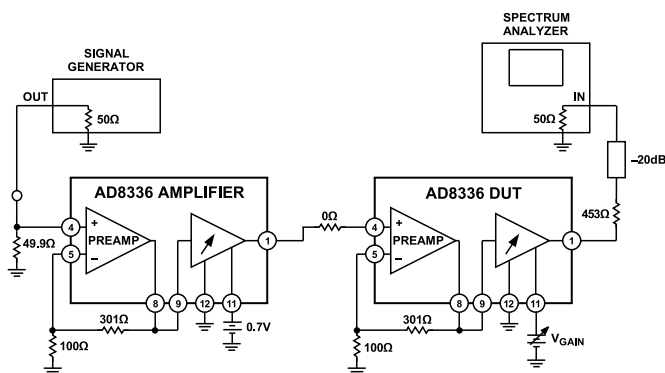 SPECTRUM
ANALYZER
SIGNAL
GENERATOR
OUT
50Ω
IN
50Ω
–20dB
AD8336 AMPLIFIER
AD8336 DUT
0Ω
453Ω
4
+
PREAMP
1
4
+
PREAMP
1
49.9Ω
5
–
5
–
8
9
12
11
8
9
12
11
301Ω
0.7V
301Ω
100Ω
100Ω
VGAIN